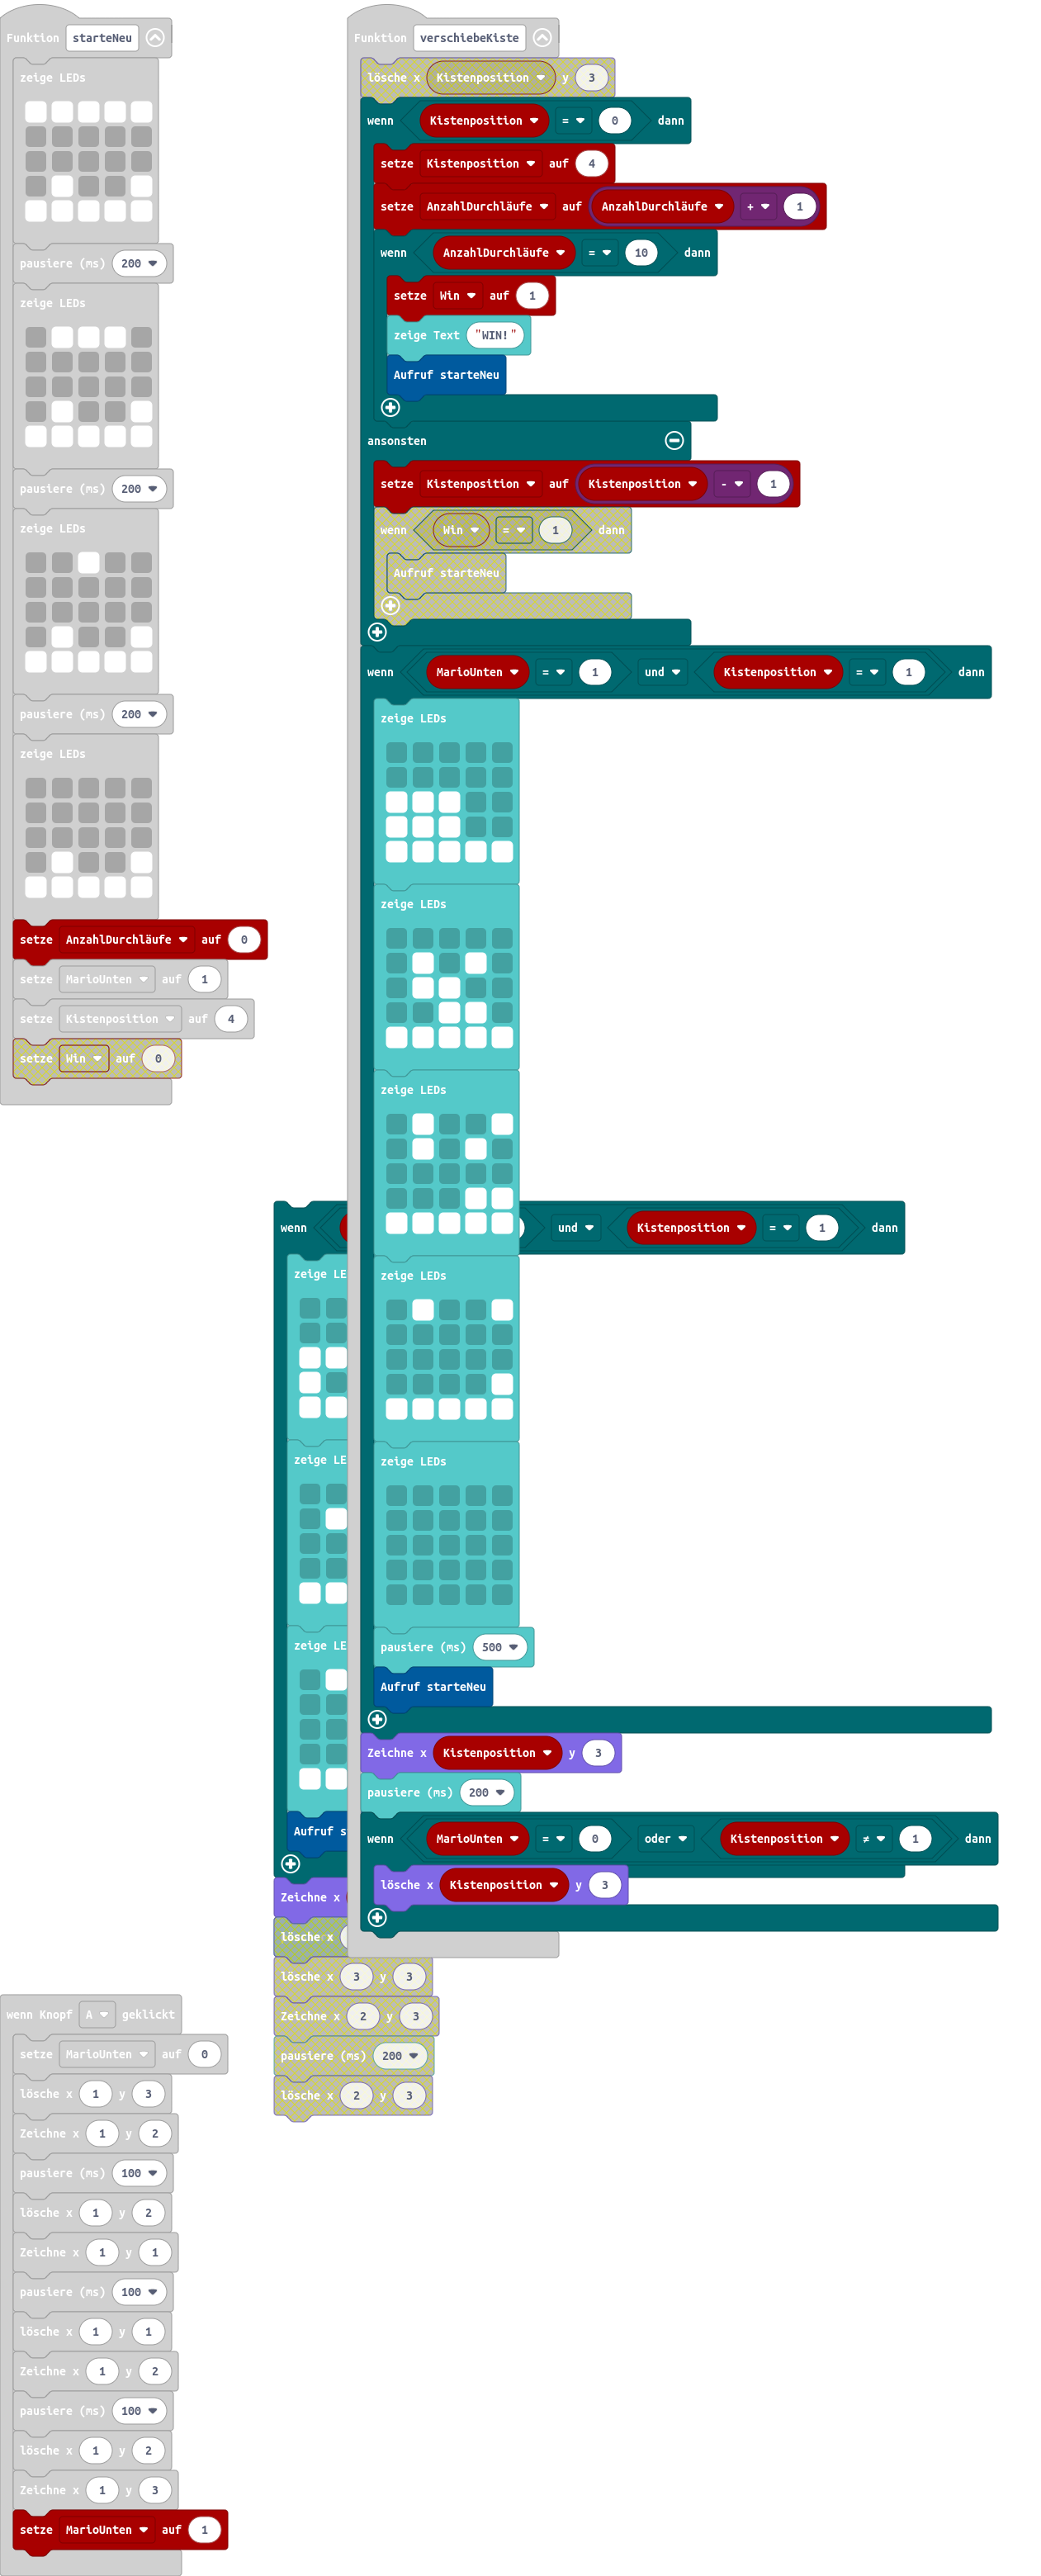 Funktion starteNeu
zeige LEDs
pausiere (ms) 200
zeige LEDs
pausiere (ms) 200
zeige LEDs
pausiere (ms) 200
zeige LEDs
setze AnzahlDurchläufe auf 0
setze MarioUnten auf 1
setze Kistenposition auf 4
setze Win auf 0
Funktion verschiebeKiste
lösche x Kistenposition y 3
wenn Kistenposition = 0 dann
setze Kistenposition auf 4
setze AnzahlDurchläufe auf AnzahlDurchläufe + 1
wenn AnzahlDurchläufe = 10 dann
setze Win auf 1
zeige Text "WIN!"
Aufruf starteNeu
ansonsten
setze Kistenposition auf Kistenposition - 1
wenn Win = 1 dann
Aufruf starteNeu
wenn MarioUnten = 1 und Kistenposition = 1 dann
zeige LEDs
zeige LEDs
zeige LEDs
zeige LEDs
zeige LEDs
pausiere (ms) 500
Aufruf starteNeu
Zeichne x Kistenposition y 3
pausiere (ms) 200
wenn MarioUnten = 0 oder Kistenposition ≠ 1 dann
lösche x Kistenposition y 3
wenn und Kistenposition = 1 dann
zeige LE
zeige LE
zeige LE
Aufruf s
Zeichne x
lösche x
lösche x 3 y 3
Zeichne x 2 y 3
pausiere (ms) 200
lösche x 2 y 3
wenn Knopf A geklickt
setze MarioUnten auf 0
lösche x 1 y 3
Zeichne x 1 y 2
pausiere (ms) 100
lösche x 1 y 2
Zeichne x 1 y 1
pausiere (ms) 100
lösche x 1 y 1
Zeichne x 1 y 2
pausiere (ms) 100
lösche x 1 y 2
Zeichne x 1 y 3
setze MarioUnten auf 1